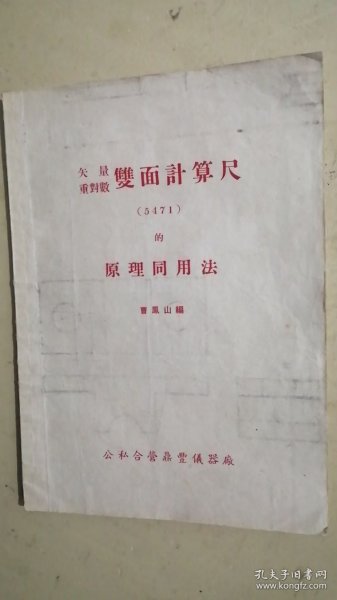 矢量
重對數 雙面計算尺
(5471)
的
原理同用法
曹鳳山編
公私合營鼎豐儀器廠
孔夫子旧书网
www.kongfz.com